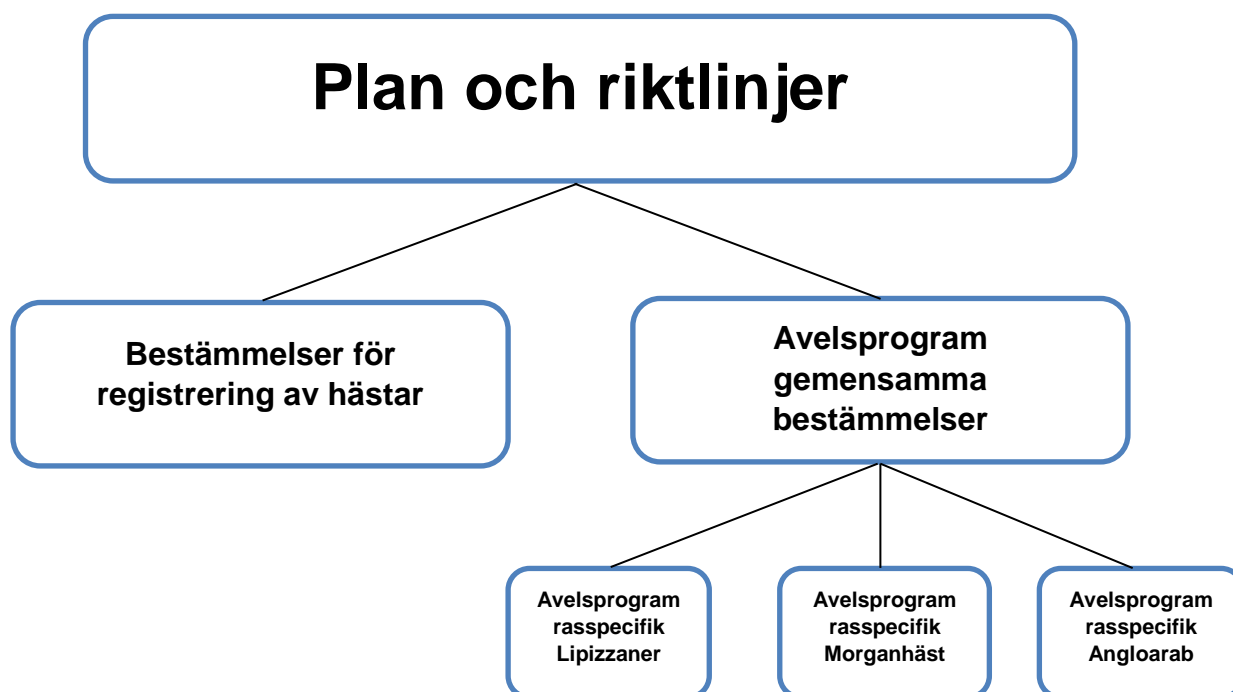 Plan och riktlinjer
Bestämmelser för
registrering av hästar
Avelsprogram
gemensamma
bestämmelser
Avelsprogram
rasspecifik
Lipizzaner
Avelsprogram
rasspecifik
Morganhäst
Avelsprogram
rasspecifik
Angloarab